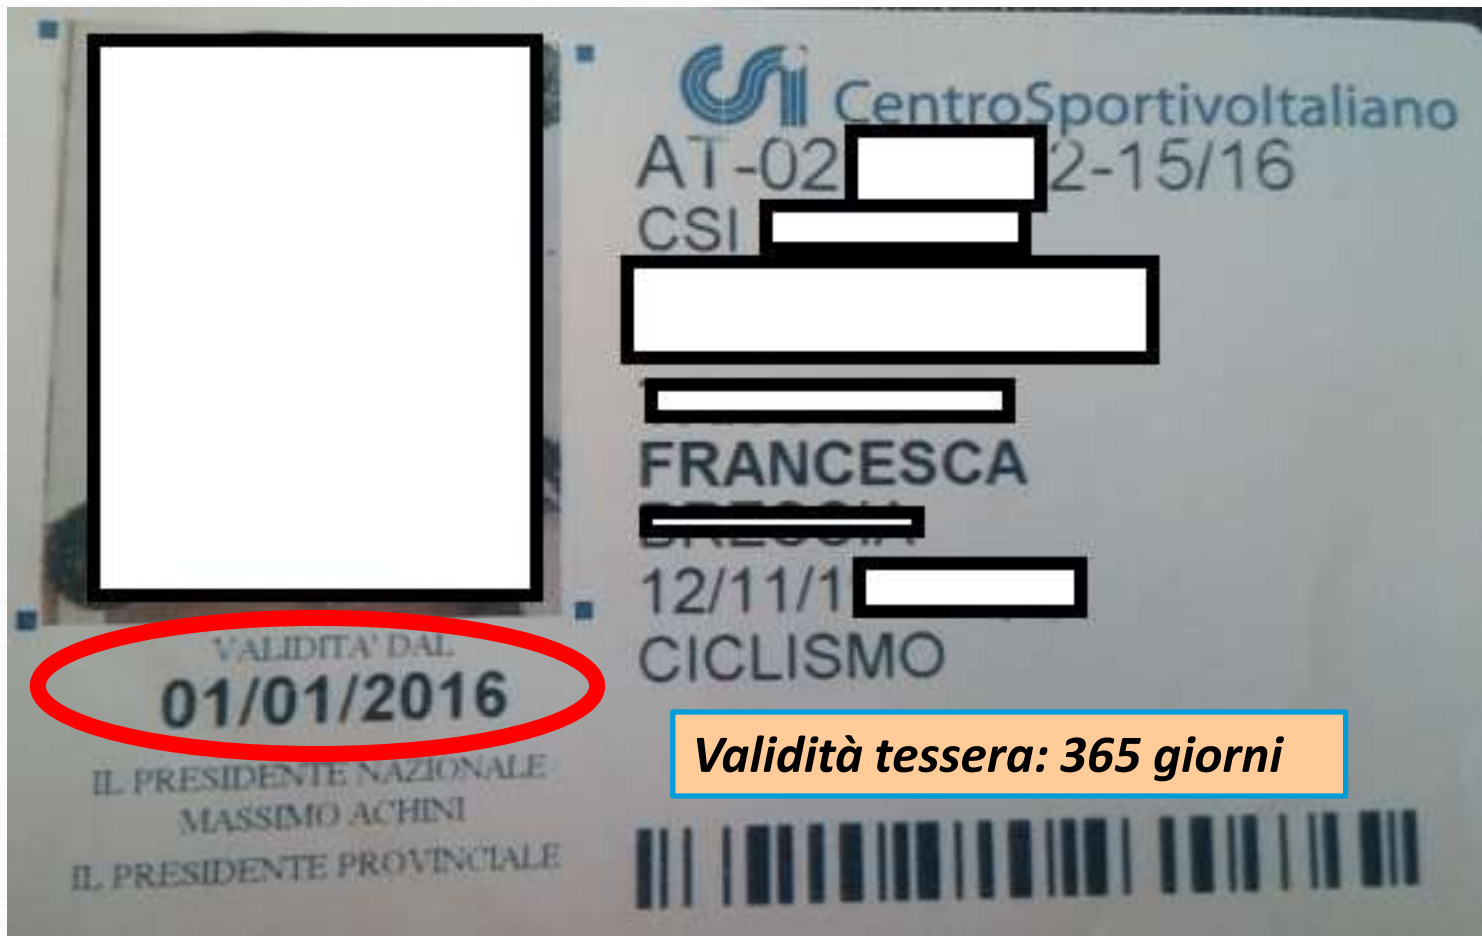 CSi CentroSportivoItaliano
AT-02 2-15/16
CSI
FRANCESCA
12/11/1
CICLISMO
VALIDITA' DAL
01/01/2016
IL PRESIDENTE NAZIONALE
MASSIMO ACHINI
IL PRESIDENTE PROVINCIALE
Validità tessera: 365 giorni